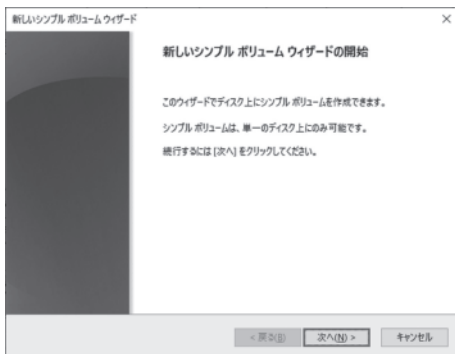 新しいシンプル ボリューム ウィザード
新しいシンプル ボリューム ウィザードの開始
このウィザードでディスク上にシンプル ボリュームを作成できます。
シンプル ボリュームは、単一のディスク上にのみ可能です。
続行するには [次へ] をクリックしてください。
< 戻る(B) 次へ(N) > キャンセル